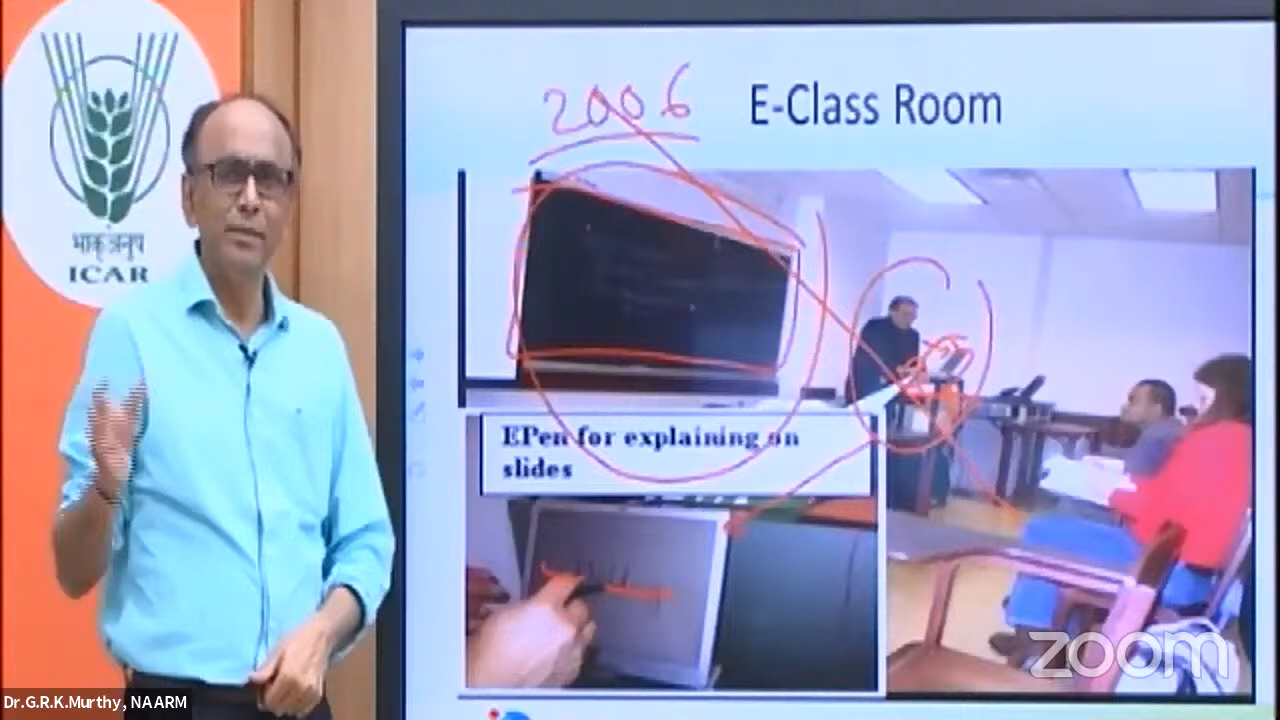 भाकृअनुप
ICAR
2006
E-Class Room
EPen for explaining on
slides
zoom
Dr.G.R.K.Murthy, NAARM